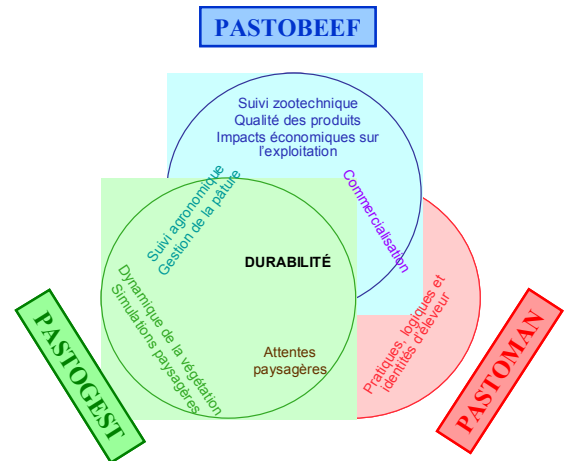 PASTOBEEF
Suivi zootechnique
Qualité des produits
Impacts économiques sur
l'exploitation
Suivi agronomique
Gestion de la pâture
Commercialisation
DURABILITÉ
Dynamique de la végétation
Simulations paysagères
Attentes
paysagères
Pratiques, logiques et
identités d'éleveur
PASTOGEST
PASTOMAN